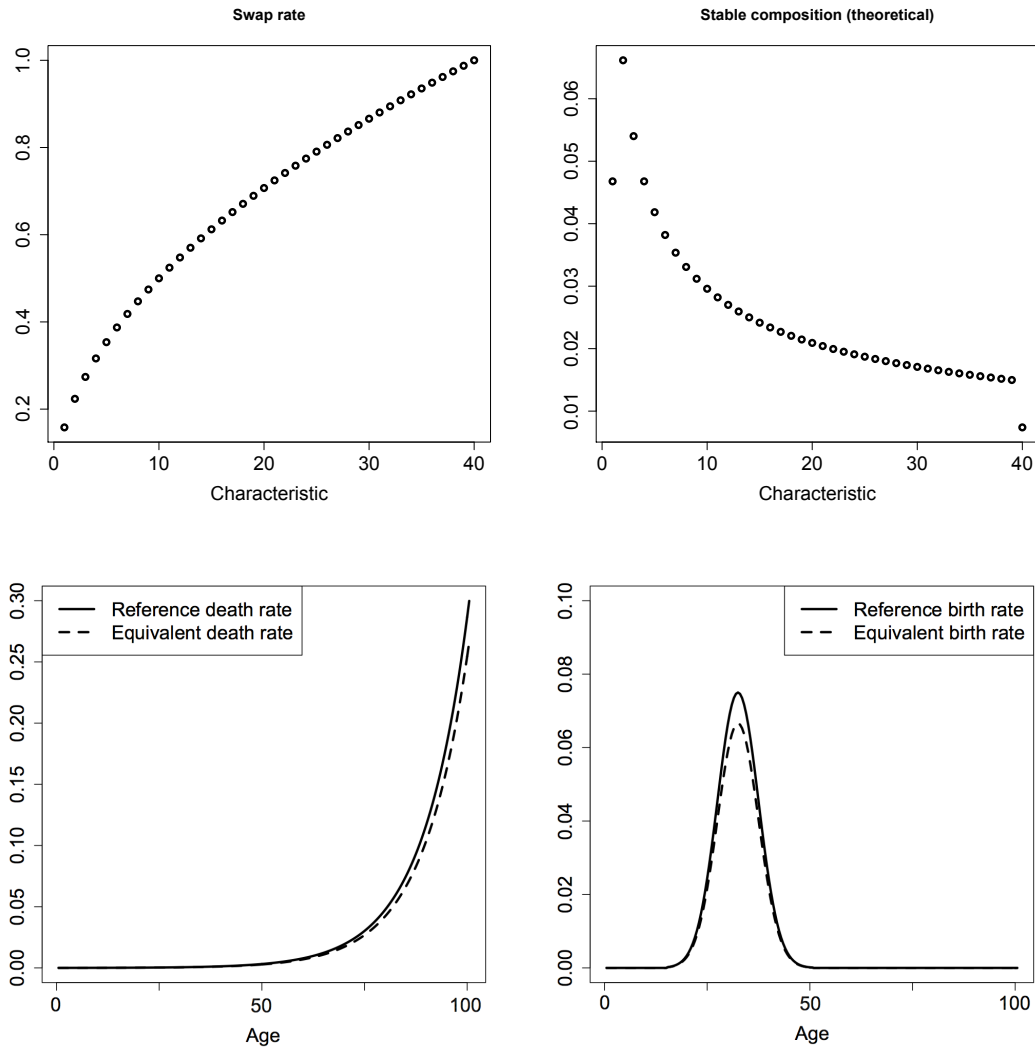 Swap rate
1.0
0.8
0.6
0.4
0.2
0 10 20 30 40
Characteristic
Stable composition (theoretical)
0.06
0.05
0.04
0.03
0.02
0.01
0 10 20 30 40
Characteristic
Reference death rate
Equivalent death rate
0.30
0.25
0.20
0.15
0.10
0.05
0.00
0 50 100
Age
Reference birth rate
Equivalent birth rate
0.10
0.08
0.06
0.04
0.02
0.00
0 50 100
Age